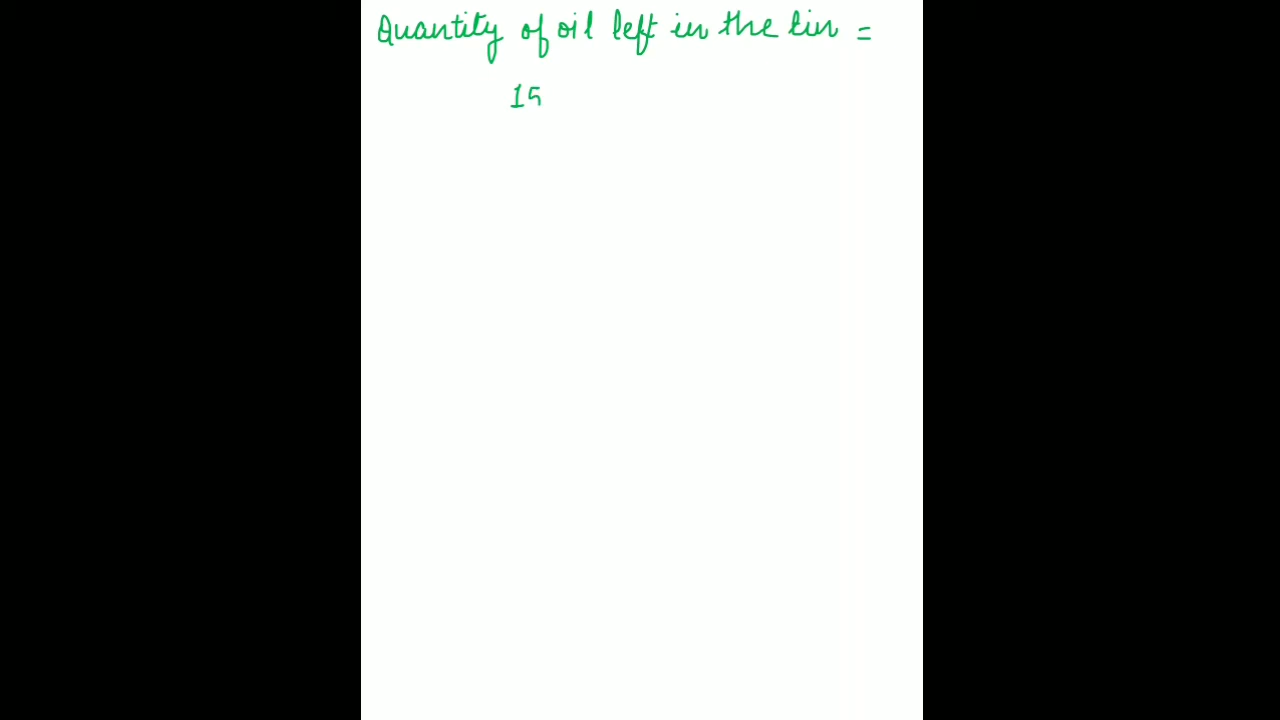 Quantity of oil left in the tin =
15